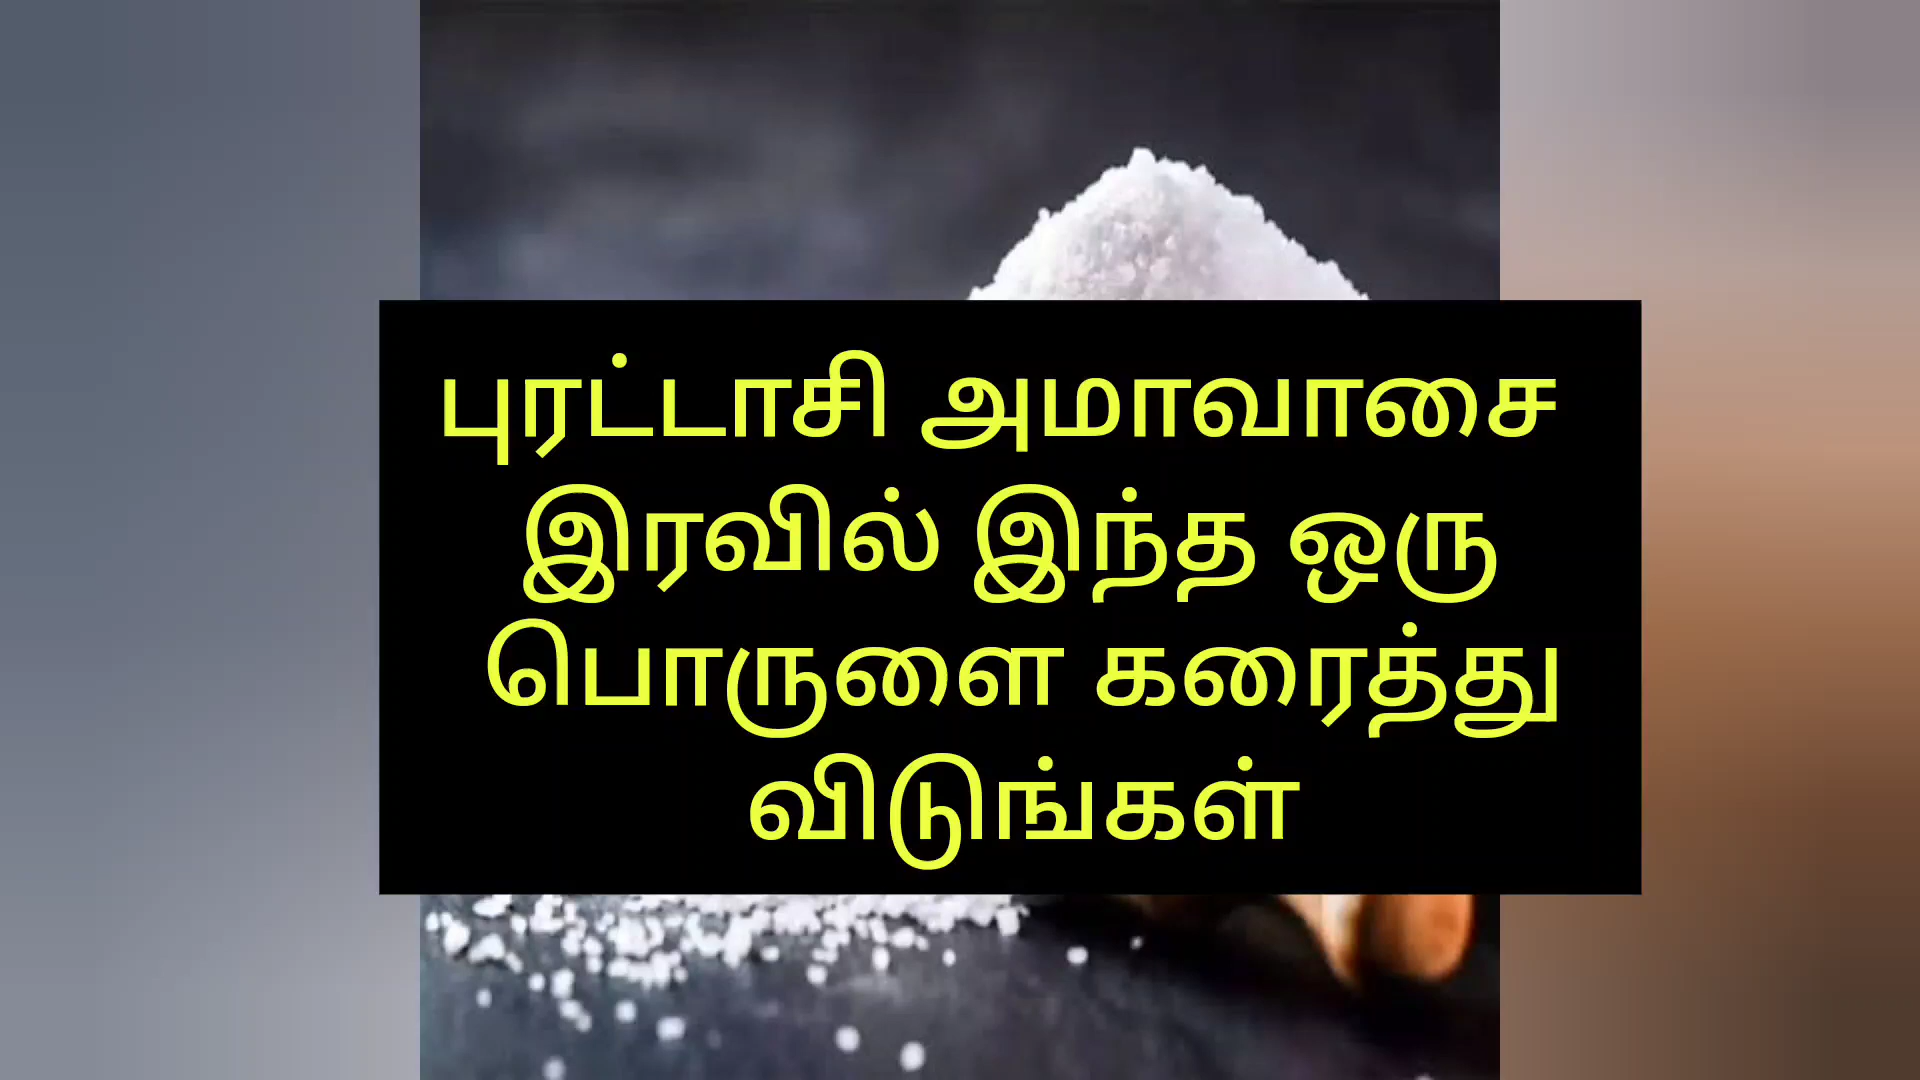 புரட்டாசி அமாவாசை
இரவில் இந்த ஒரு
பொருளை கரைத்து
விடுங்கள்